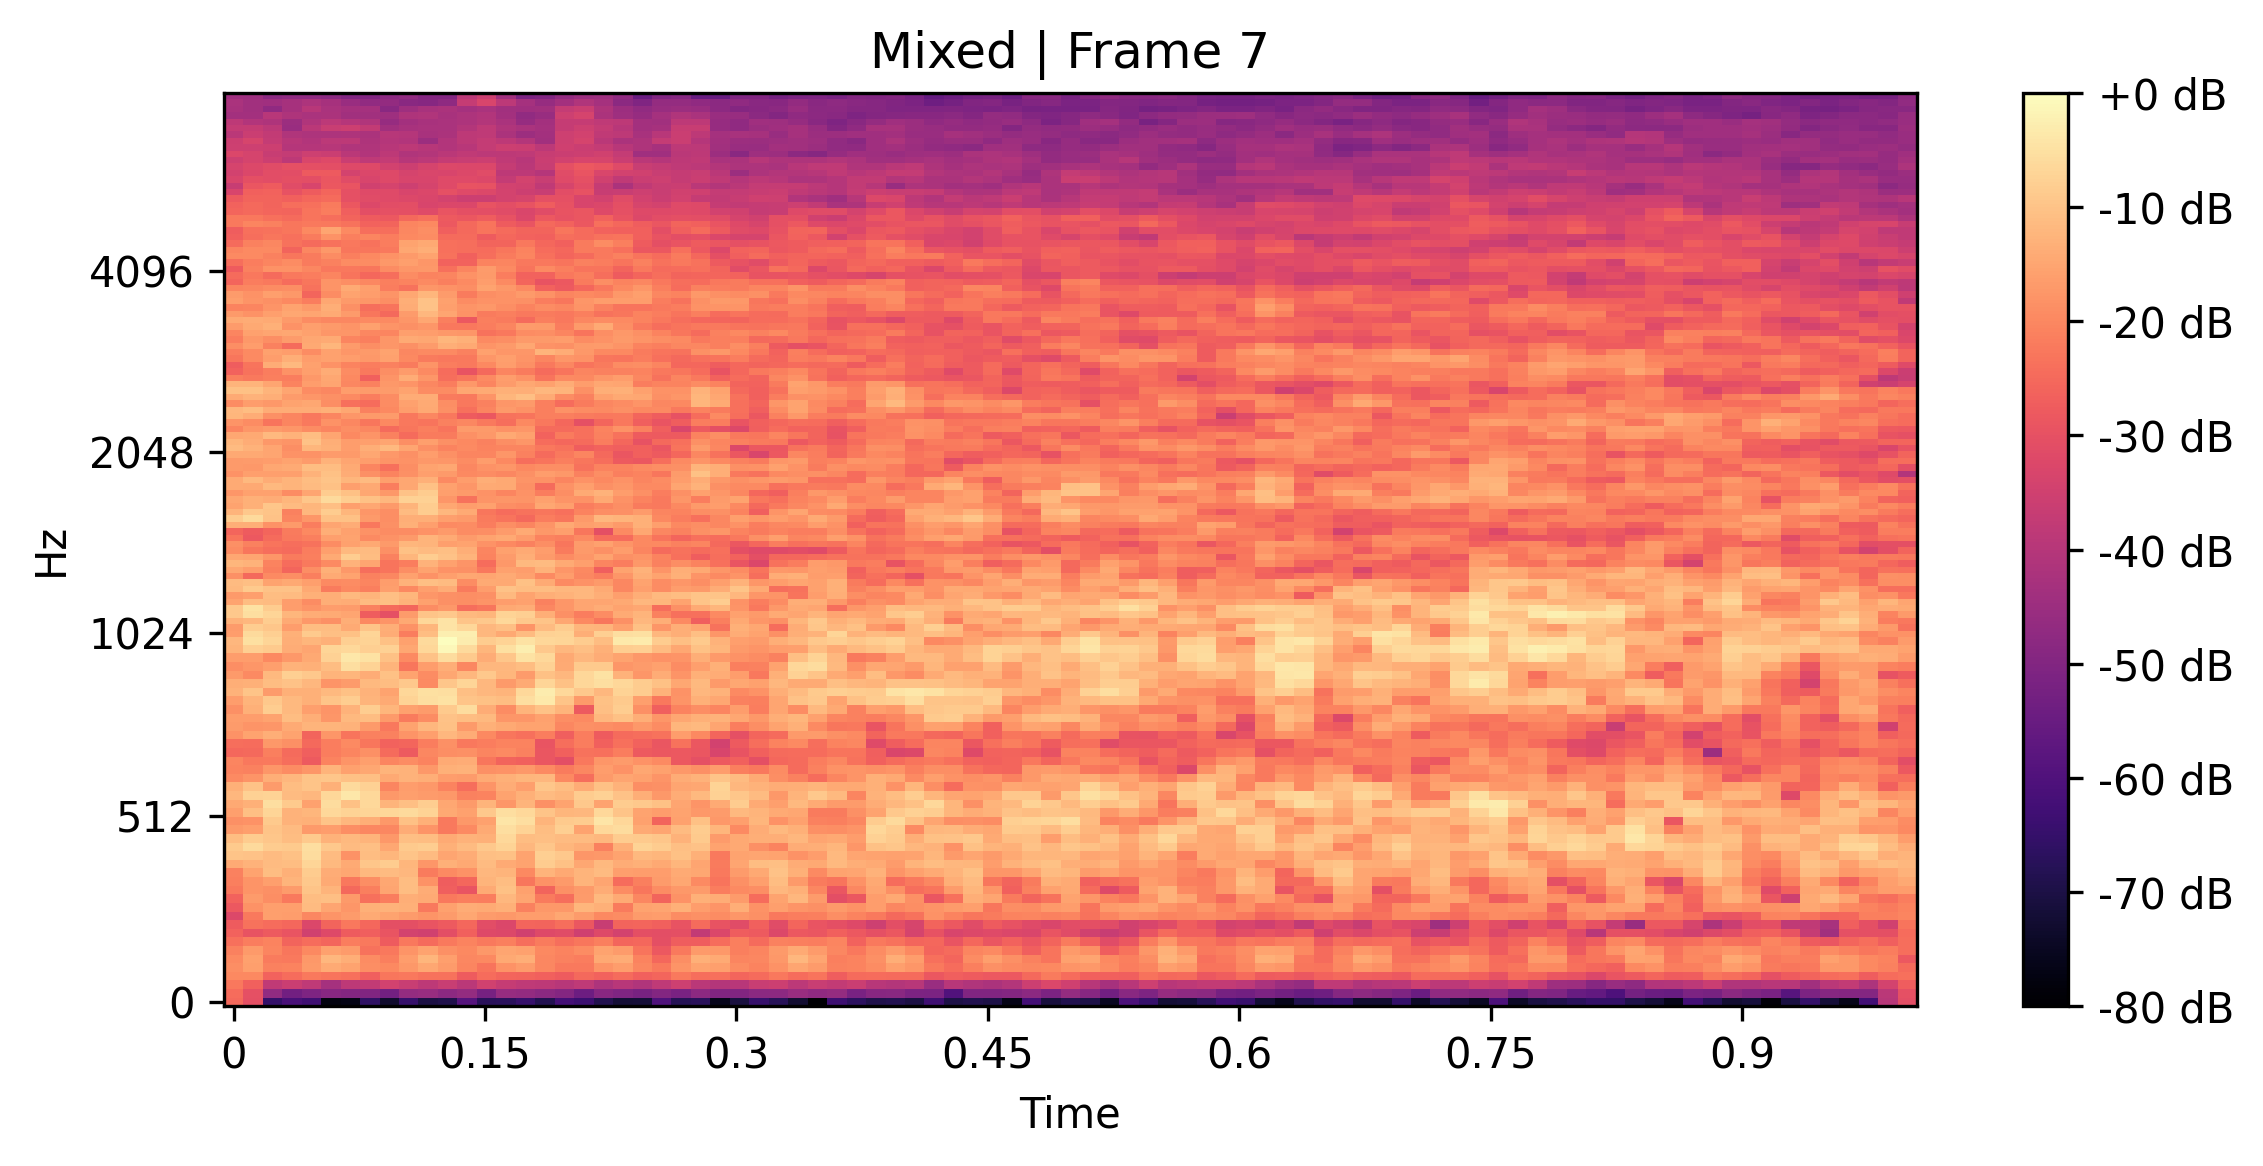 Mixed | Frame 7
+0 dB
-10 dB
-20 dB
-30 dB
-40 dB
-50 dB
-60 dB
-70 dB
-80 dB
4096
2048
1024
512
0
Hz
0 0.15 0.3 0.45 0.6 0.75 0.9
Time